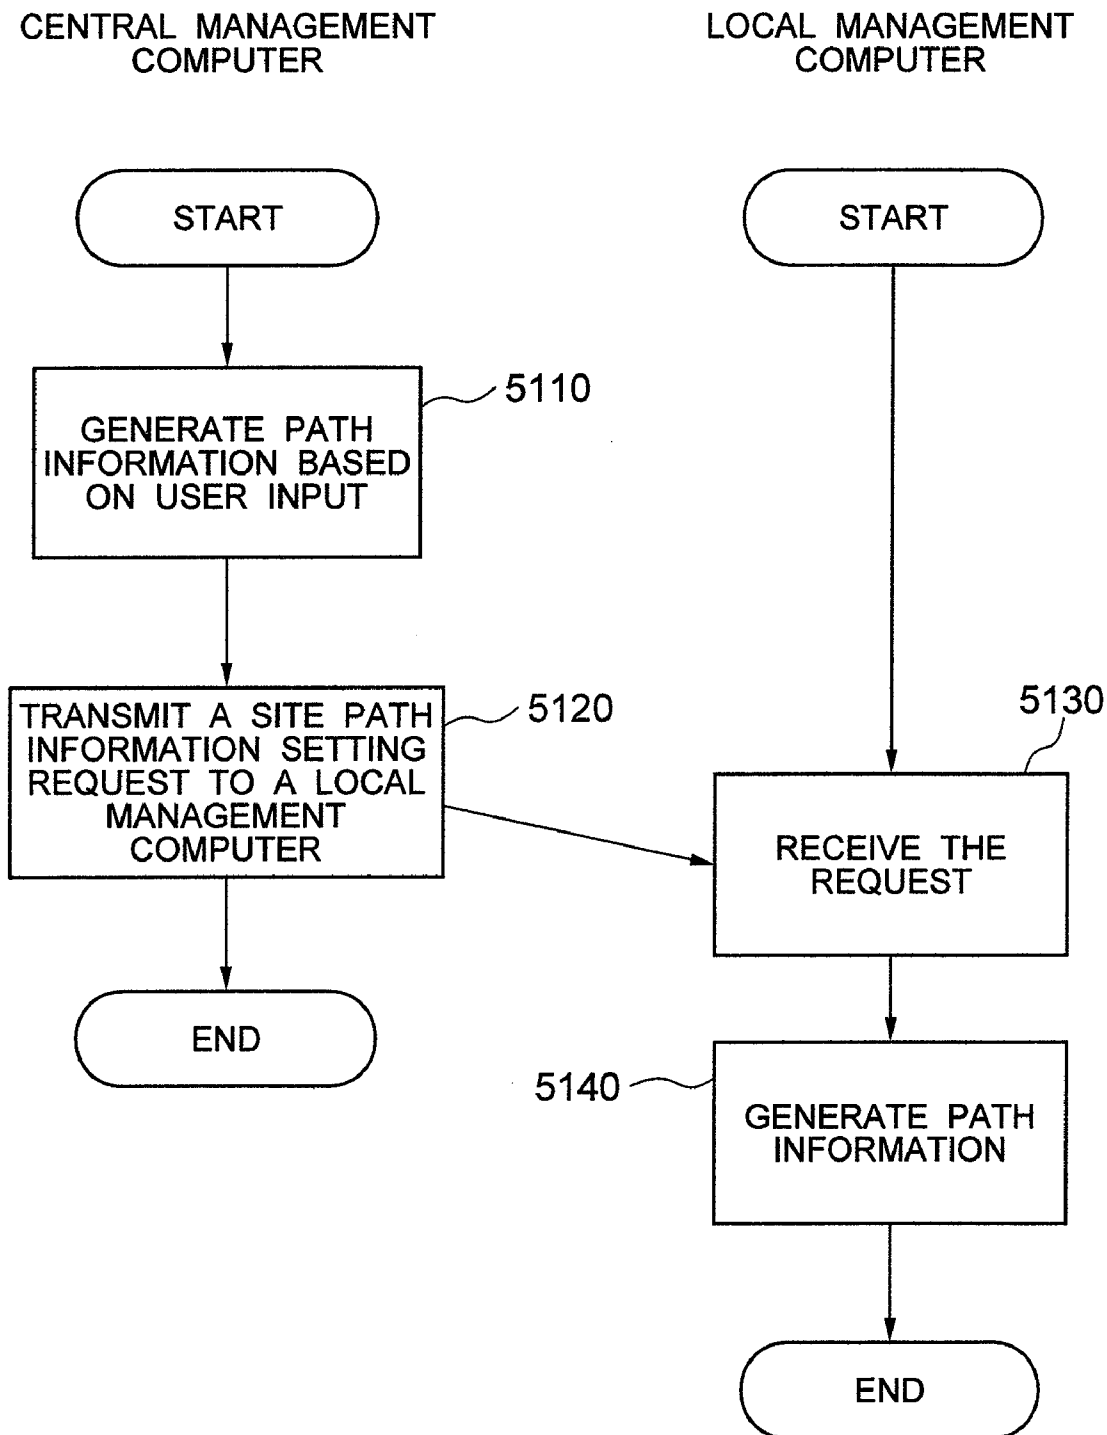 CENTRAL MANAGEMENT
COMPUTER
LOCAL MANAGEMENT
COMPUTER
START
START
5110
GENERATE PATH
INFORMATION BASED
ON USER INPUT
5120
TRANSMIT A SITE PATH
INFORMATION SETTING
REQUEST TO A LOCAL
MANAGEMENT
COMPUTER
5130
RECEIVE THE
REQUEST
END
5140
GENERATE PATH
INFORMATION
END